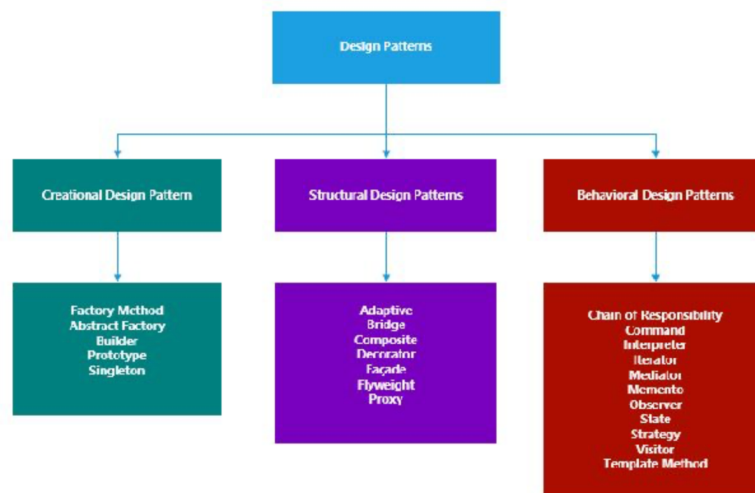 Design Patterns
Creational Design Pattern
Structural Design Patterns
Behavioral Design Patterns
Factory Method
Abstract Factory
Builder
Prototype
Singleton
Adaptive
Bridge
Composite
Decorator
Façade
Flyweight
Proxy
Chain of Responsibility
Command
Interpreter
Iterator
Mediator
Memento
Observer
State
Strategy
Visitor
Template Method